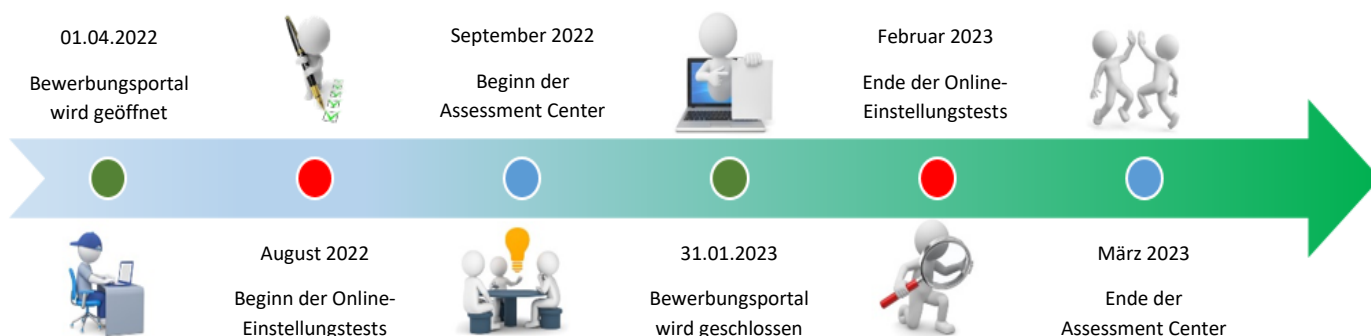 01.04.2022
Bewerbungsportal
wird geöffnet
August 2022
Beginn der Online-
Einstellungstests
September 2022
Beginn der
Assessment Center
31.01.2023
Bewerbungsportal
wird geschlossen
Februar 2023
Ende der Online-
Einstellungstests
März 2023
Ende der
Assessment Center